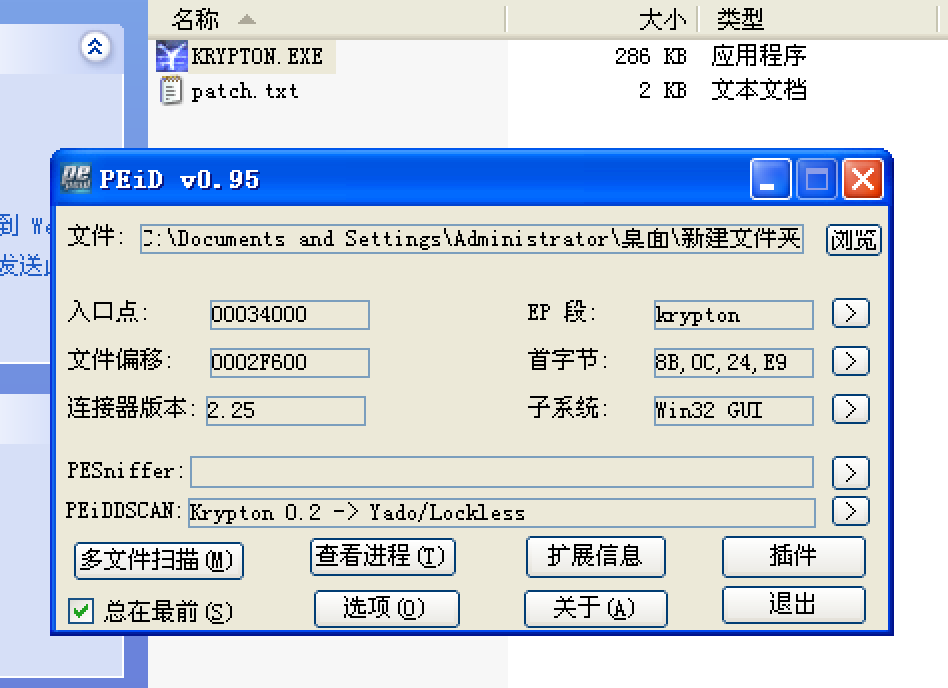 名称 大小 类型
KRYPTON.EXE 286 KB 应用程序
patch.txt 2 KB 文本文档
PEiD v0.95
到 We
发送
文件: C:\Documents and Settings\Administrator\桌面\新建文件夹 浏览
入口点: 00034000 EP 段: krypton >
文件偏移: 0002F600 首字节: 8B,0C,24,E9 >
连接器版本: 2.25 子系统: Win32 GUI >
PESniffer: >
PEiDDSCAN: Krypton 0.2 -> Yado/Lockless >
多文件扫描(M) 查看进程(T) 扩展信息 插件
总在最前(S) 选项(O) 关于(A) 退出